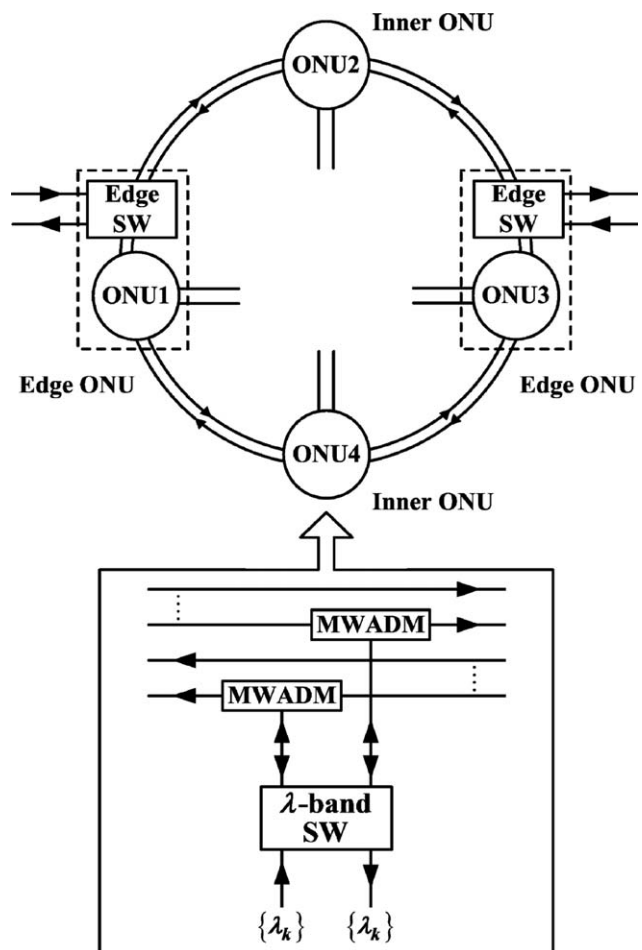 Inner ONU
ONU2
Edge
SW
Edge
SW
ONU1
ONU3
Edge ONU
Edge ONU
ONU4
Inner ONU
MWADM
MWADM
λ-band
SW
{λₖ} {λₖ}